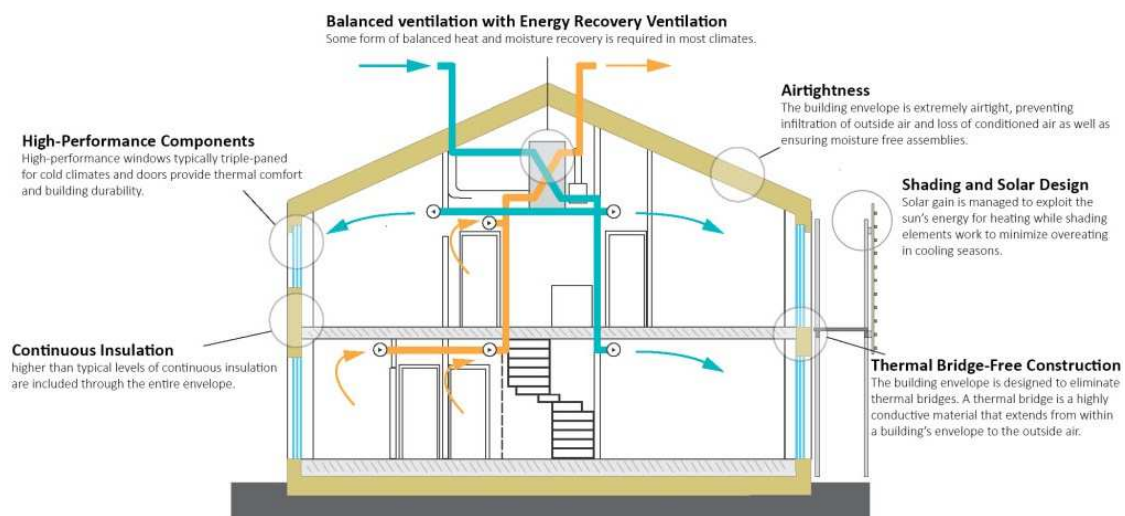 Balanced ventilation with Energy Recovery Ventilation
Some form of balanced heat and moisture recovery is required in most climates.
Airtightness
The building envelope is extremely airtight, preventing
infiltration of outside air and loss of conditioned air as well as
ensuring moisture free assemblies.
High-Performance Components
High-performance windows typically triple-paned
for cold climates and doors provide thermal comfort
and building durability.
Shading and Solar Design
Solar gain is managed to exploit the
sun's energy for heating while shading
elements work to minimize overeating
in cooling seasons.
Continuous Insulation
higher than typical levels of continuous insulation
are included through the entire envelope.
Thermal Bridge-Free Construction
The building envelope is designed to eliminate
thermal bridges. A thermal bridge is a highly
conductive material that extends from within
a building's envelope to the outside air.